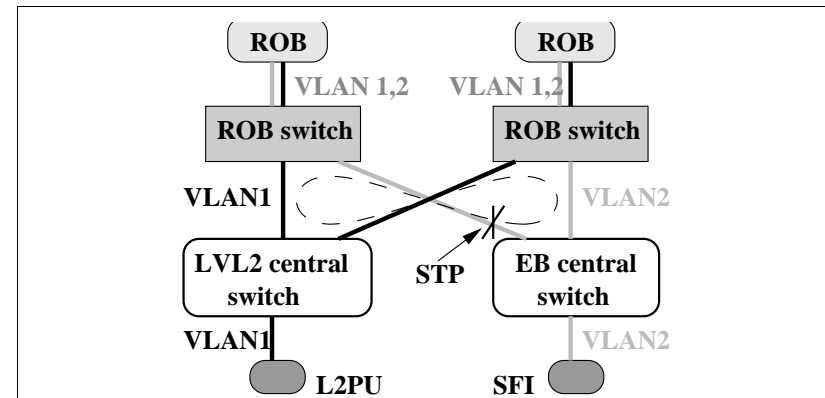 ROB
ROB
VLAN 1,2
VLAN 1,2
ROB switch
ROB switch
VLAN1
VLAN2
STP
LVL2 central
switch
EB central
switch
VLAN1
VLAN2
L2PU
SFI